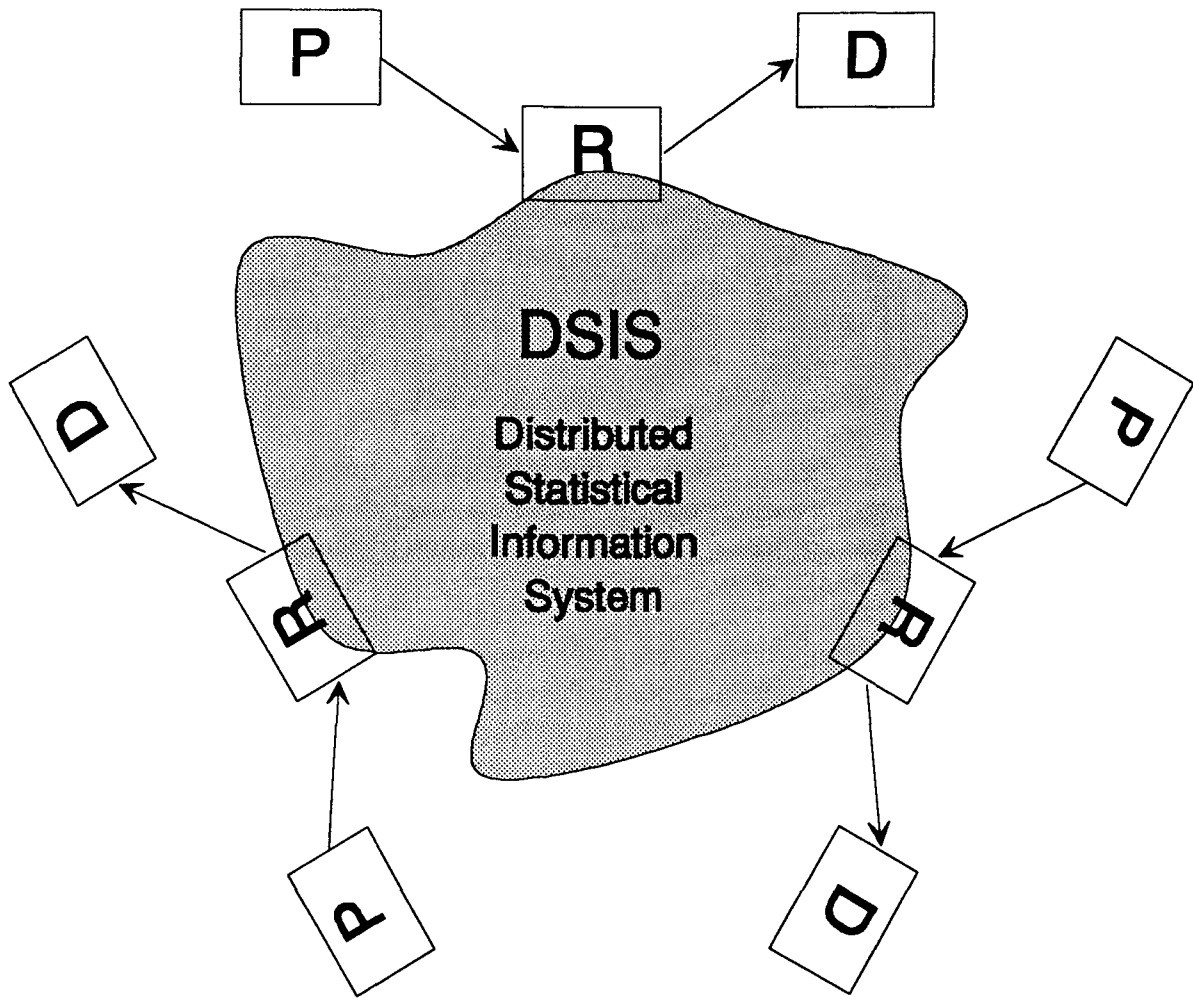 P
D
R
DSIS
Distributed
Statistical
Information
System
D
P
R
R
P
D